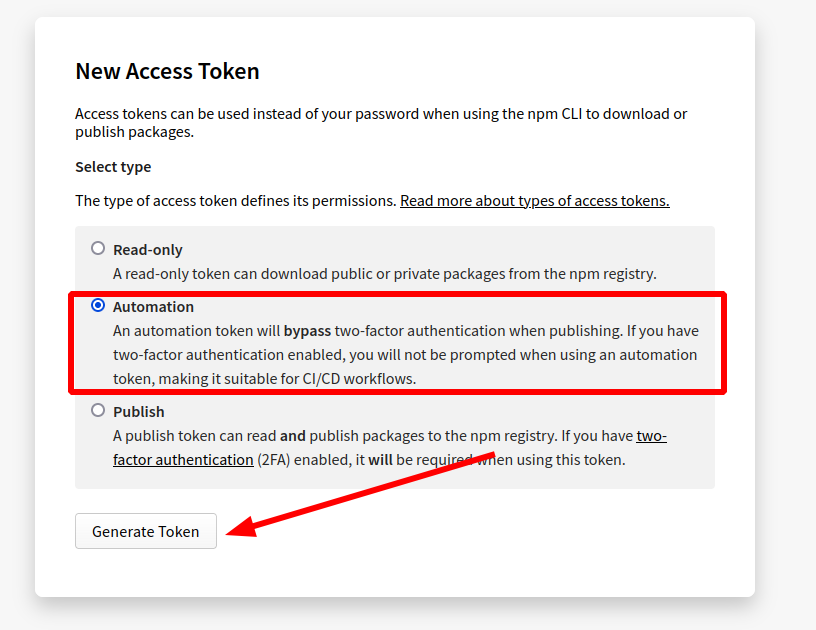 New Access Token
Access tokens can be used instead of your password when using the npm CLI to download or
publish packages.
Select type
The type of access token defines its permissions. Read more about types of access tokens.
Read-only
A read-only token can download public or private packages from the npm registry.
Automation
An automation token will bypass two-factor authentication when publishing. If you have
two-factor authentication enabled, you will not be prompted when using an automation
token, making it suitable for CI/CD workflows.
Publish
A publish token can read and publish packages to the npm registry. If you have two-
factor authentication (2FA) enabled, it will be required when using this token.
Generate Token